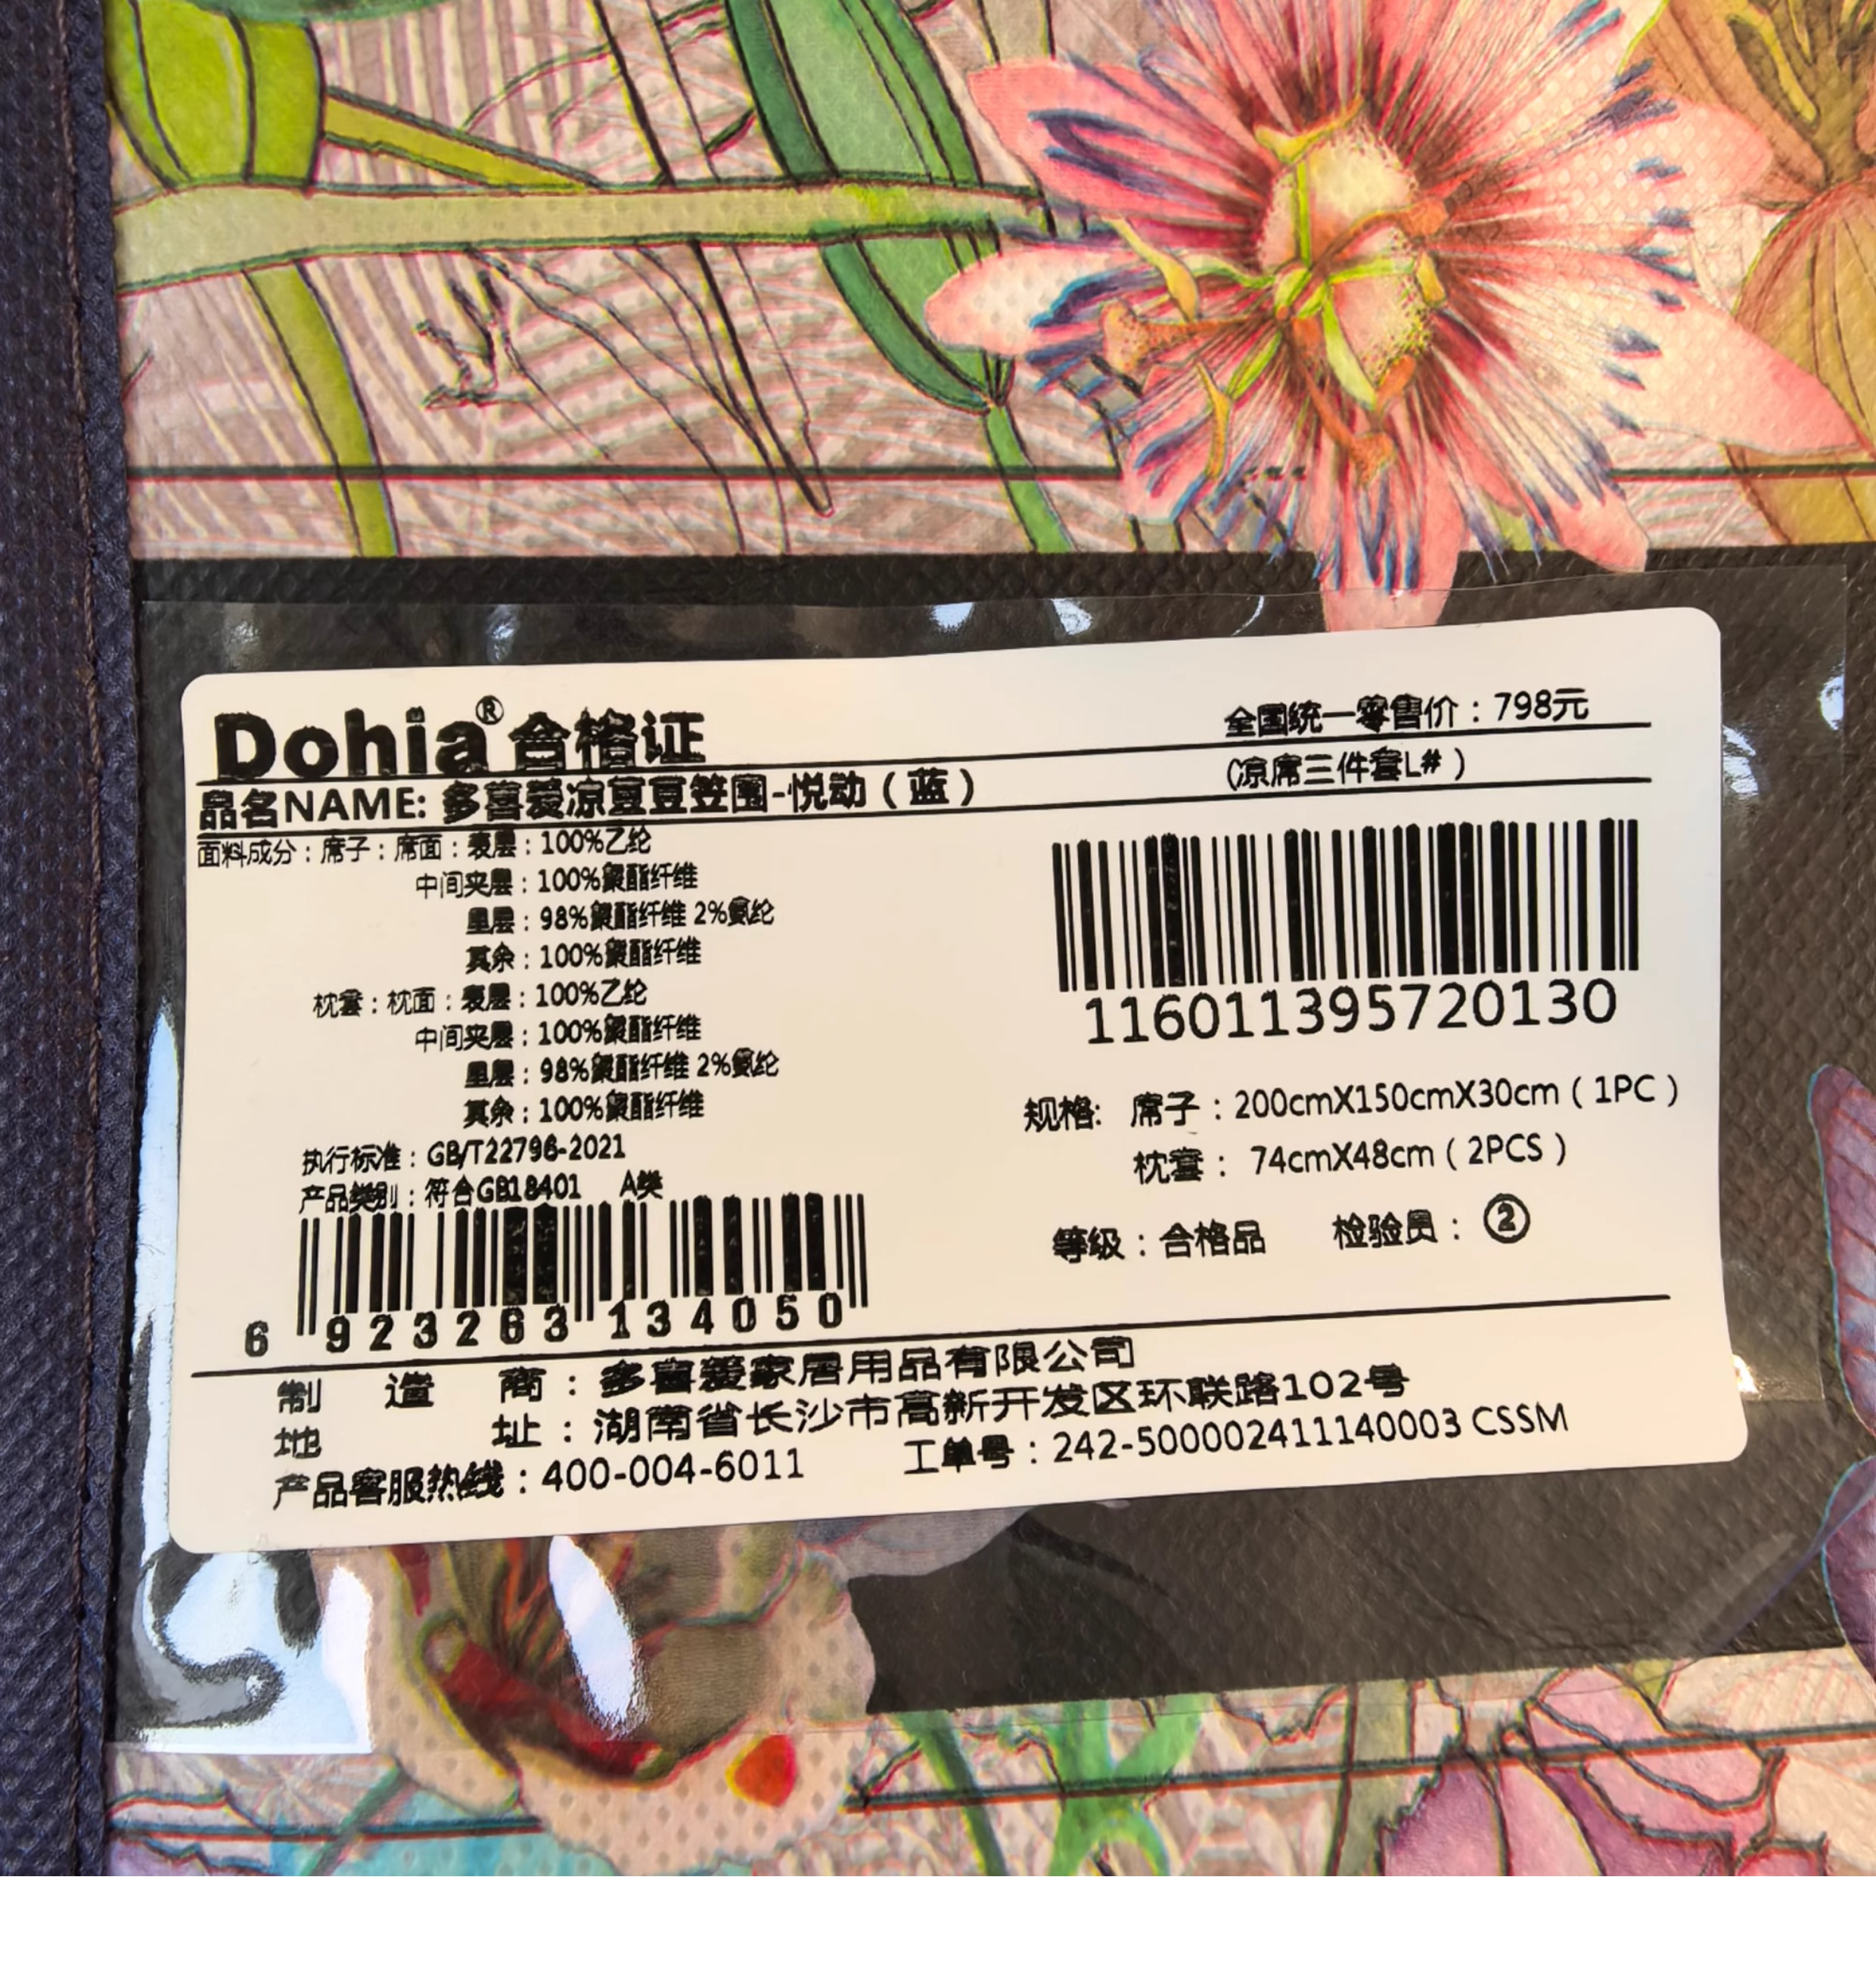 Dohia® 合格证
全国统一零售价：798元
(凉席三件套L#）
品名NAME: 多喜爱凉豆豆笠围-悦动（蓝）
面料成分：席子：席面：表层：100%乙纶
中间夹层：100%聚酯纤维
里层：98%聚酯纤维 2%氨纶
其余：100%聚酯纤维
枕套：枕面：表层：100%乙纶
中间夹层：100%聚酯纤维
里层：98%聚酯纤维 2%氨纶
其余：100%聚酯纤维
执行标准：GB/T22796-2021
产品类别：符合GB18401 A类
6 923263 134050
116011395720130
规格: 席子：200cmX150cmX30cm（1PC）
枕套：74cmX48cm（2PCS）
等级：合格品 检验员：②
制造商：多喜爱家居用品有限公司
地址：湖南省长沙市高新开发区环联路102号
产品客服热线：400-004-6011 工单号：242-500002411140003 CSSM